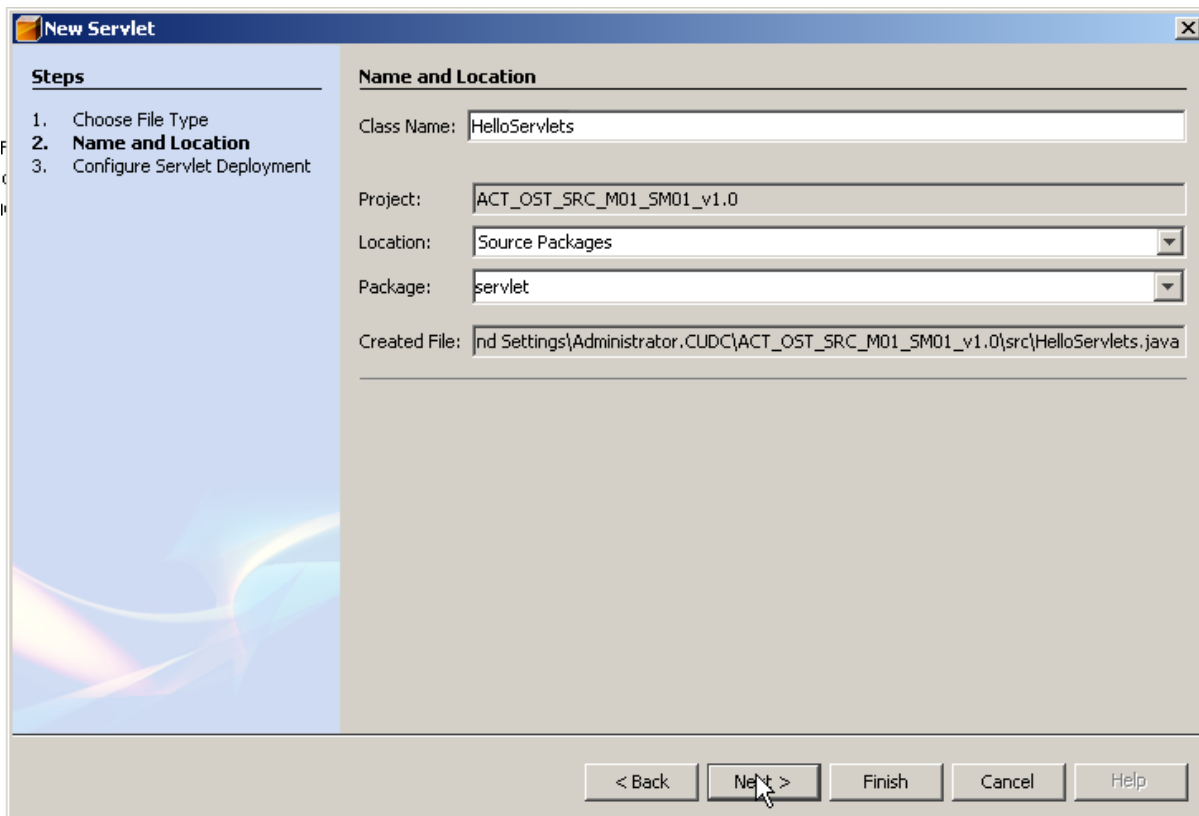 New Servlet
Steps
1. Choose File Type
2. Name and Location
3. Configure Servlet Deployment
Name and Location
Class Name: HelloServlets
Project: ACT_OST_SRC_M01_SM01_v1.0
Location: Source Packages
Package: servlet
Created File: nd Settings\Administrator.CUDC\ACT_OST_SRC_M01_SM01_v1.0\src\HelloServlets.java
< Back Next > Finish Cancel Help